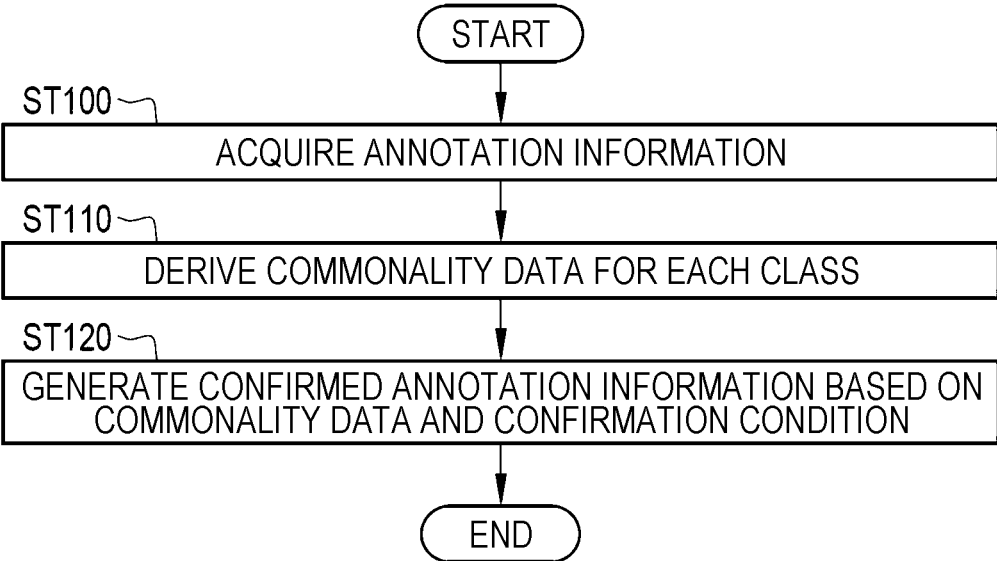 START
ST100
ACQUIRE ANNOTATION INFORMATION
ST110
DERIVE COMMONALITY DATA FOR EACH CLASS
ST120
GENERATE CONFIRMED ANNOTATION INFORMATION BASED ON
COMMONALITY DATA AND CONFIRMATION CONDITION
END